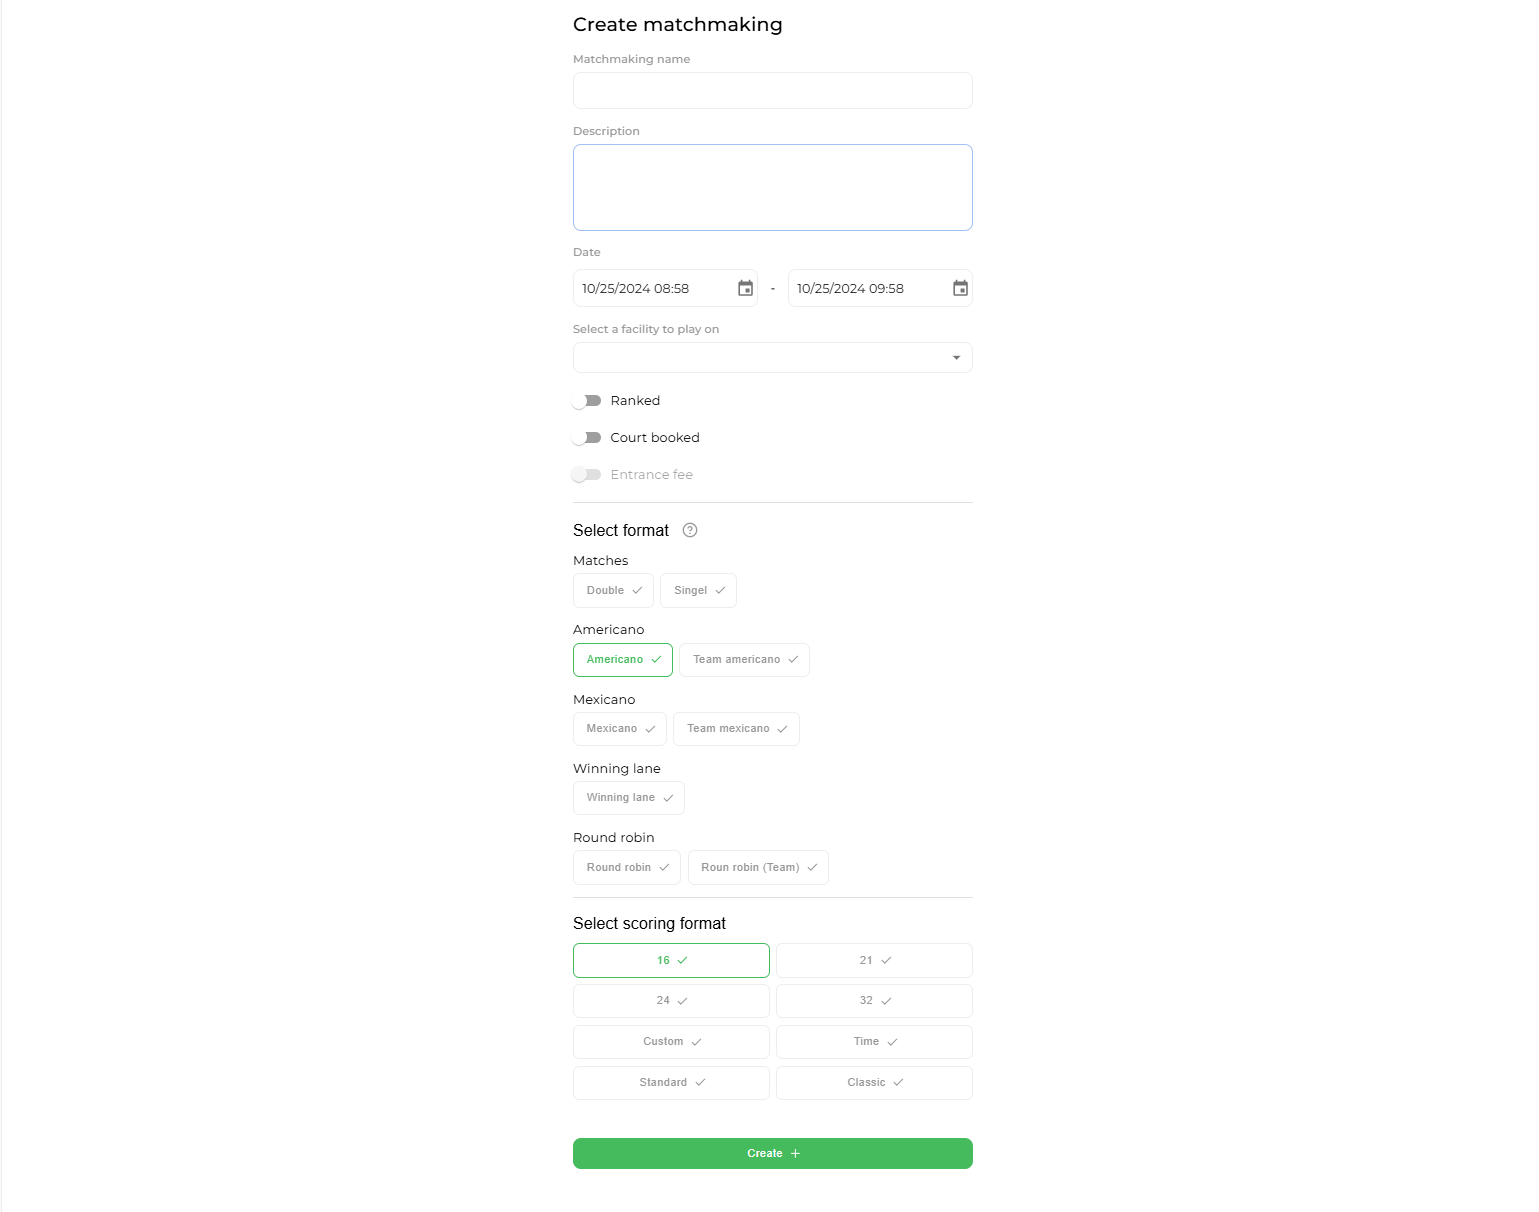 Create matchmaking
Matchmaking name
Description
Date
10/25/2024 08:58 - 10/25/2024 09:58
Select a facility to play on
Ranked
Court booked
Entrance fee
Select format ?
Matches
Double Singel
Americano
Americano Team americano
Mexicano
Mexicano Team mexicano
Winning lane
Winning lane
Round robin
Round robin Roun robin (Team)
Select scoring format
16 21
24 32
Custom Time
Standard Classic
Create +